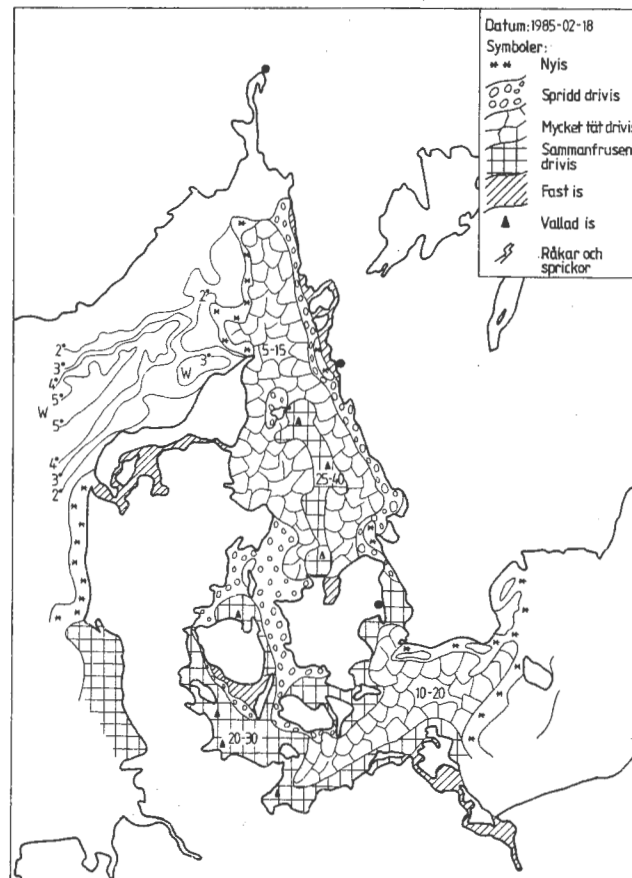 Datum:1985-02-18
Symboler:
Nyis
Spridd drivis
Mycket tät drivis
Sammanfrusen
drivis
Fast is
Vallad is
Råkar och
sprickor
2°
2°
3°
4°
5°
W
5°
4°
3°
2°
3°
W
5-15
25-40
10-20
20-30